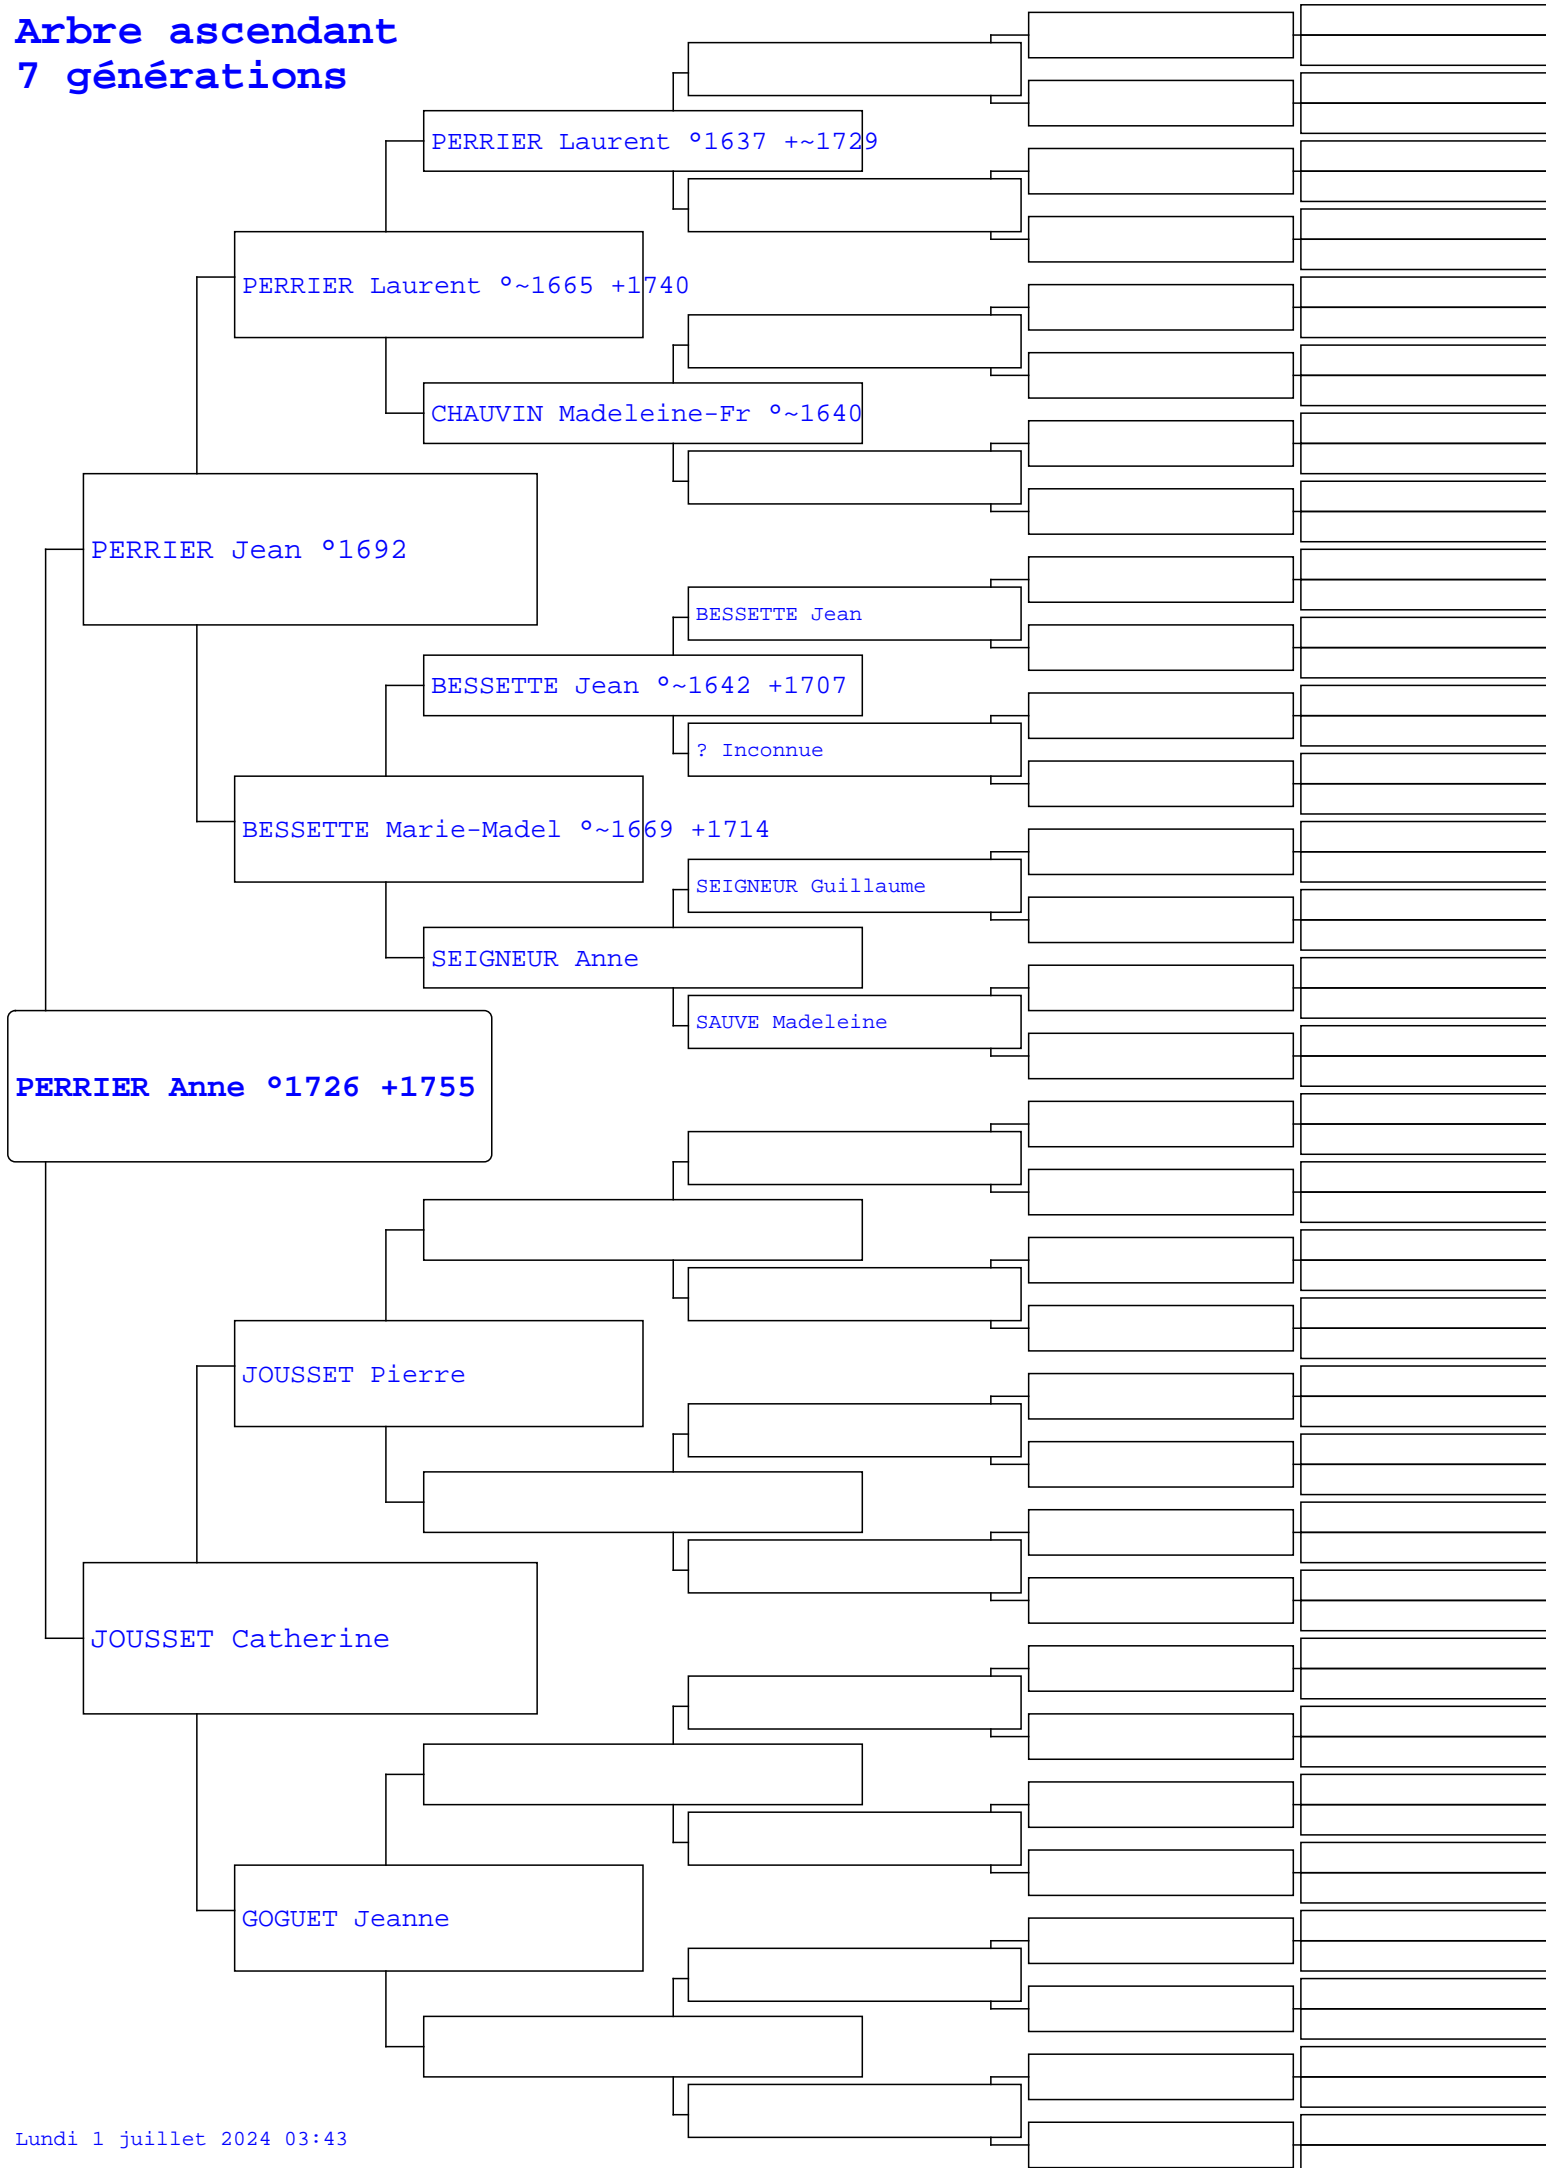 Arbre ascendant
7 générations
PERRIER Laurent °1637 +~1729
PERRIER Laurent °~1665 +1740
CHAUVIN Madeleine-Fr °~1640
PERRIER Jean °1692
BESSETTE Jean
BESSETTE Jean °~1642 +1707
? Inconnue
BESSETTE Marie-Madel °~1669 +1714
SEIGNEUR Guillaume
SEIGNEUR Anne
SAUVE Madeleine
PERRIER Anne °1726 +1755
JOUSSET Pierre
JOUSSET Catherine
GOGUET Jeanne
Lundi 1 juillet 2024 03:43